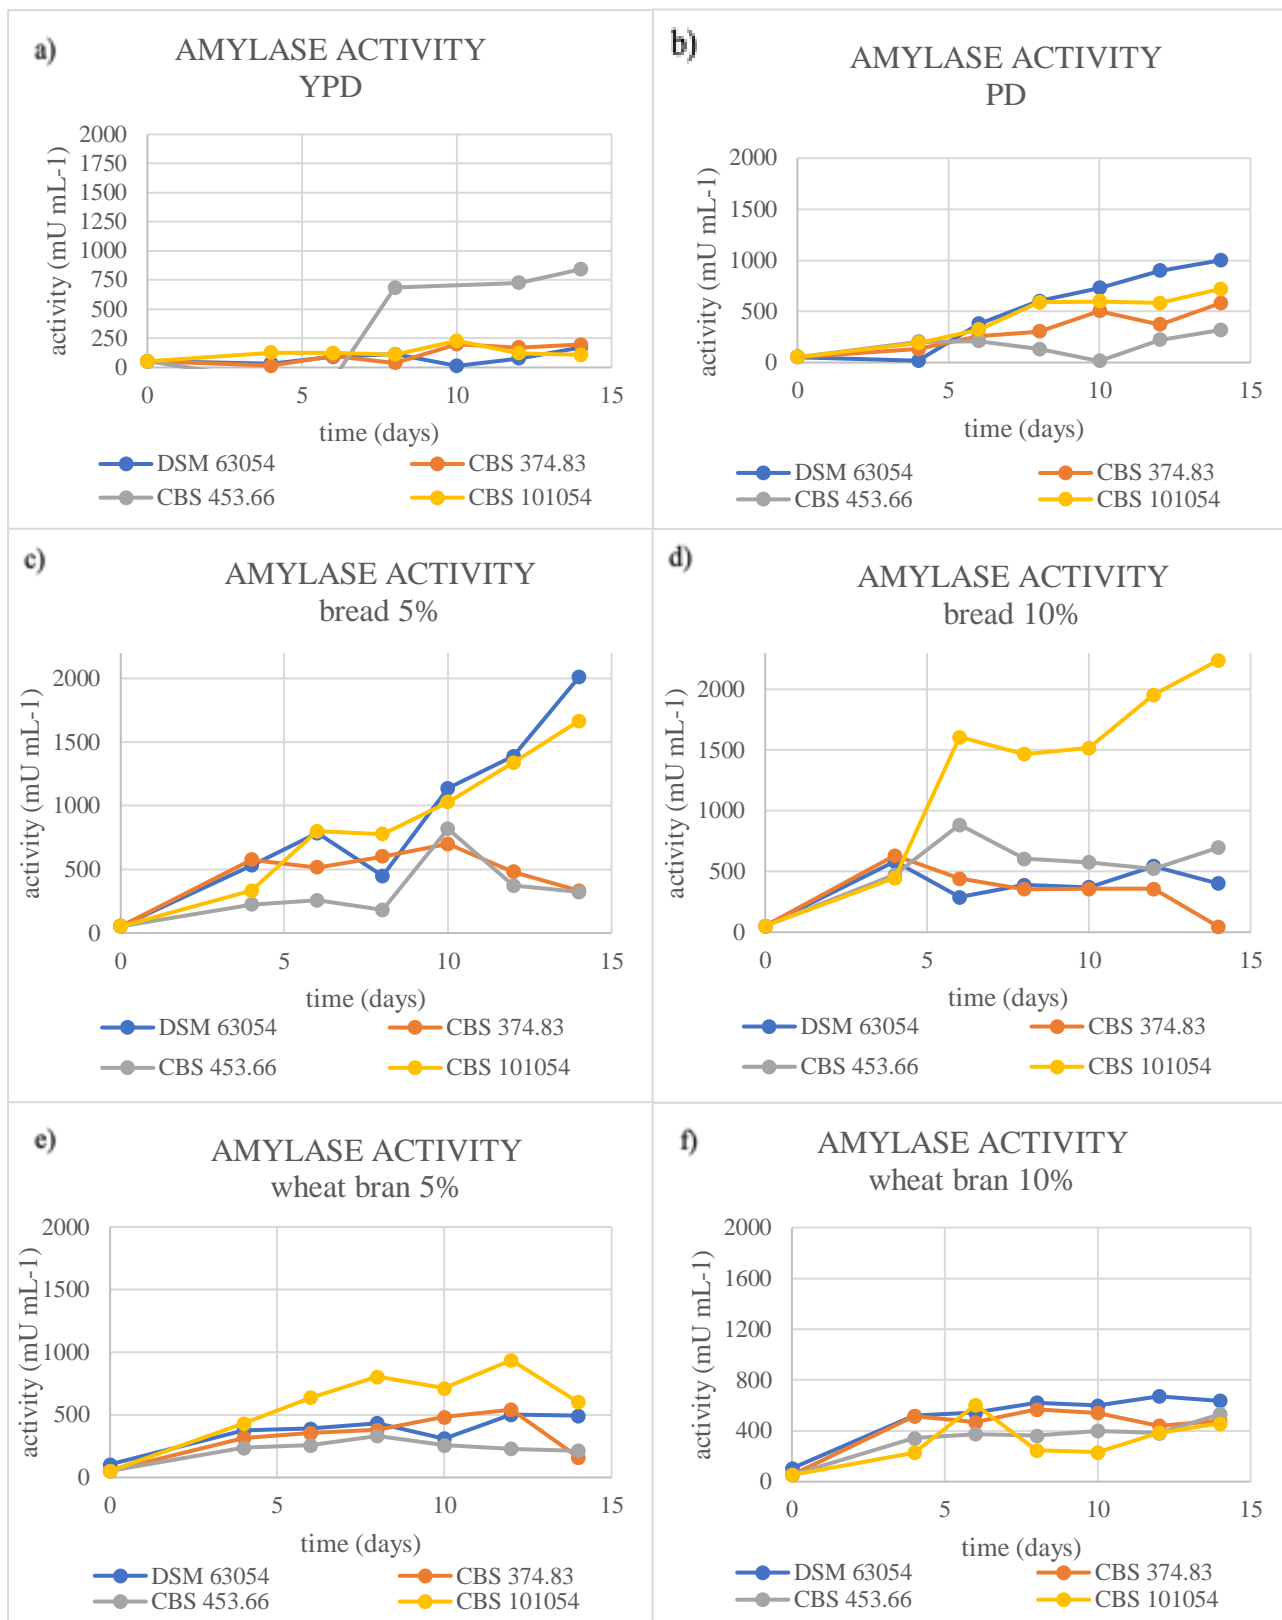 a)
AMYLASE ACTIVITY
YPD
2000
1750
1500
1250
1000
750
500
250
0
activity (mU mL-1)
0 5 10 15
time (days)
DSM 63054 CBS 374.83
CBS 453.66 CBS 101054
b)
AMYLASE ACTIVITY
PD
2000
1500
1000
500
0
activity (mU mL-1)
0 5 10 15
time (days)
DSM 63054 CBS 374.83
CBS 453.66 CBS 101054
c)
AMYLASE ACTIVITY
bread 5%
2000
1500
1000
500
0
activity (mU mL-1)
0 5 10 15
time (days)
DSM 63054 CBS 374.83
CBS 453.66 CBS 101054
d)
AMYLASE ACTIVITY
bread 10%
2000
1500
1000
500
0
activity (mU mL-1)
0 5 10 15
time (days)
DSM 63054 CBS 374.83
CBS 453.66 CBS 101054
e)
AMYLASE ACTIVITY
wheat bran 5%
2000
1500
1000
500
0
activity (mU mL-1)
0 5 10 15
time (days)
DSM 63054 CBS 374.83
CBS 453.66 CBS 101054
f)
AMYLASE ACTIVITY
wheat bran 10%
2000
1600
1200
800
400
0
activity (mU mL-1)
0 5 10 15
time (days)
DSM 63054 CBS 374.83
CBS 453.66 CBS 101054